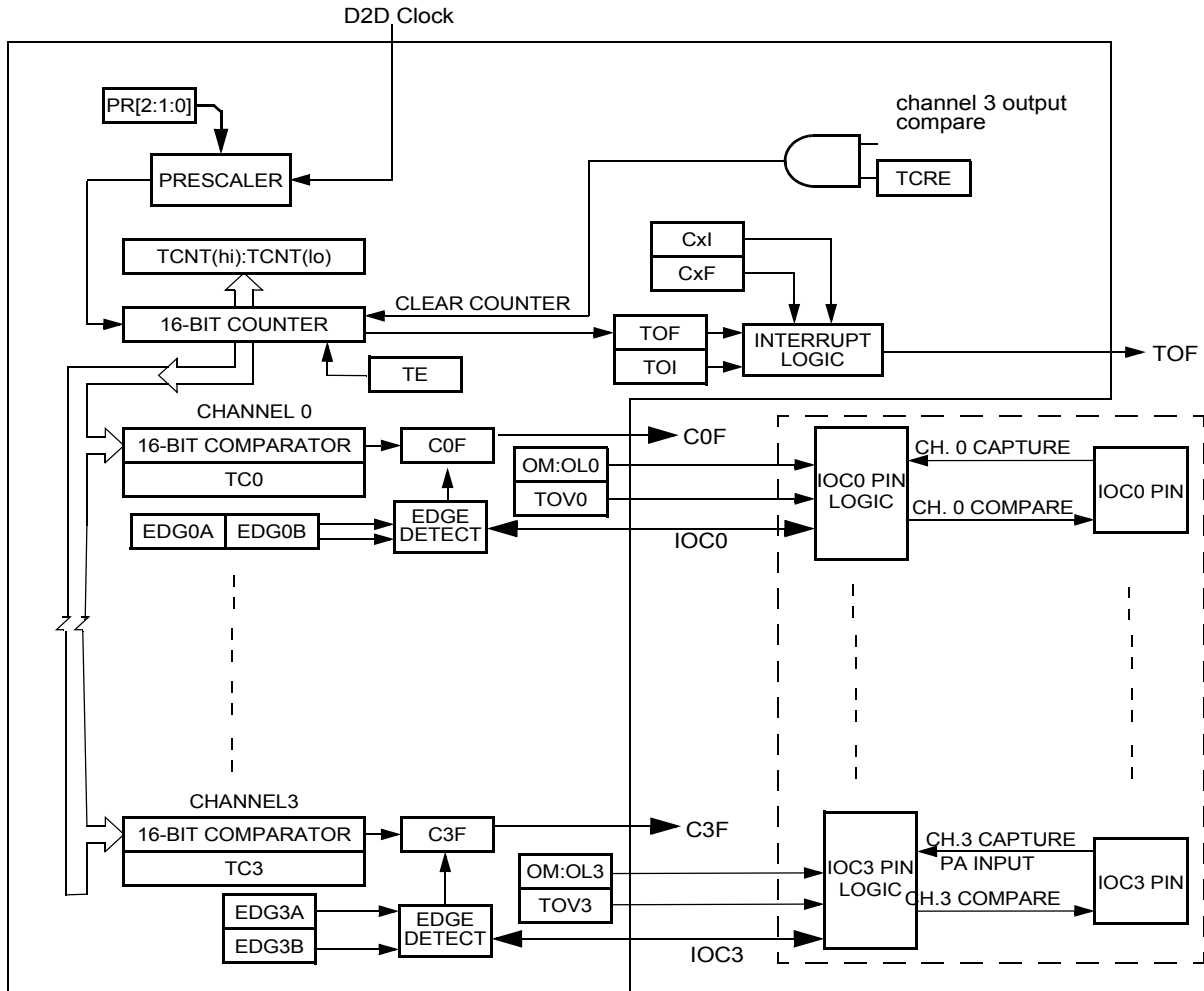 D2D Clock
PR[2:1:0]
channel 3 output
compare
PRESCALER
TCRE
TCNT(hi):TCNT(lo)
CxI
CxF
CLEAR COUNTER
16-BIT COUNTER
TOF
TOI
INTERRUPT
LOGIC
TOF
TE
CHANNEL 0
16-BIT COMPARATOR
TC0
C0F
C0F
OM:OL0
TOV0
IOC0 PIN
LOGIC
CH. 0 CAPTURE
CH. 0 COMPARE
IOC0 PIN
EDG0A
EDG0B
EDGE
DETECT
IOC0
CHANNEL3
16-BIT COMPARATOR
TC3
C3F
C3F
OM:OL3
TOV3
IOC3 PIN
LOGIC
CH.3 CAPTURE
PA INPUT
CH.3 COMPARE
IOC3 PIN
EDG3A
EDG3B
EDGE
DETECT
IOC3